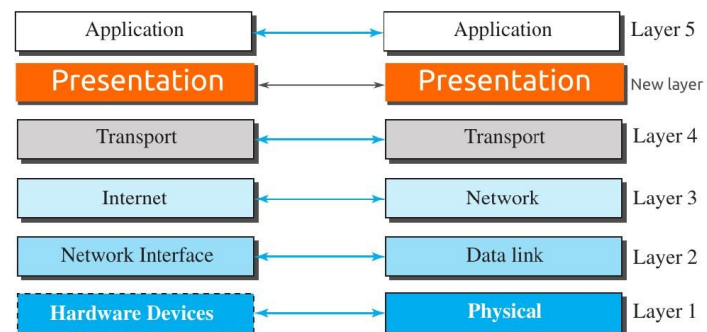 Application Application Layer 5
Presentation Presentation New layer
Transport Transport Layer 4
Internet Network Layer 3
Network Interface Data link Layer 2
Hardware Devices Physical Layer 1